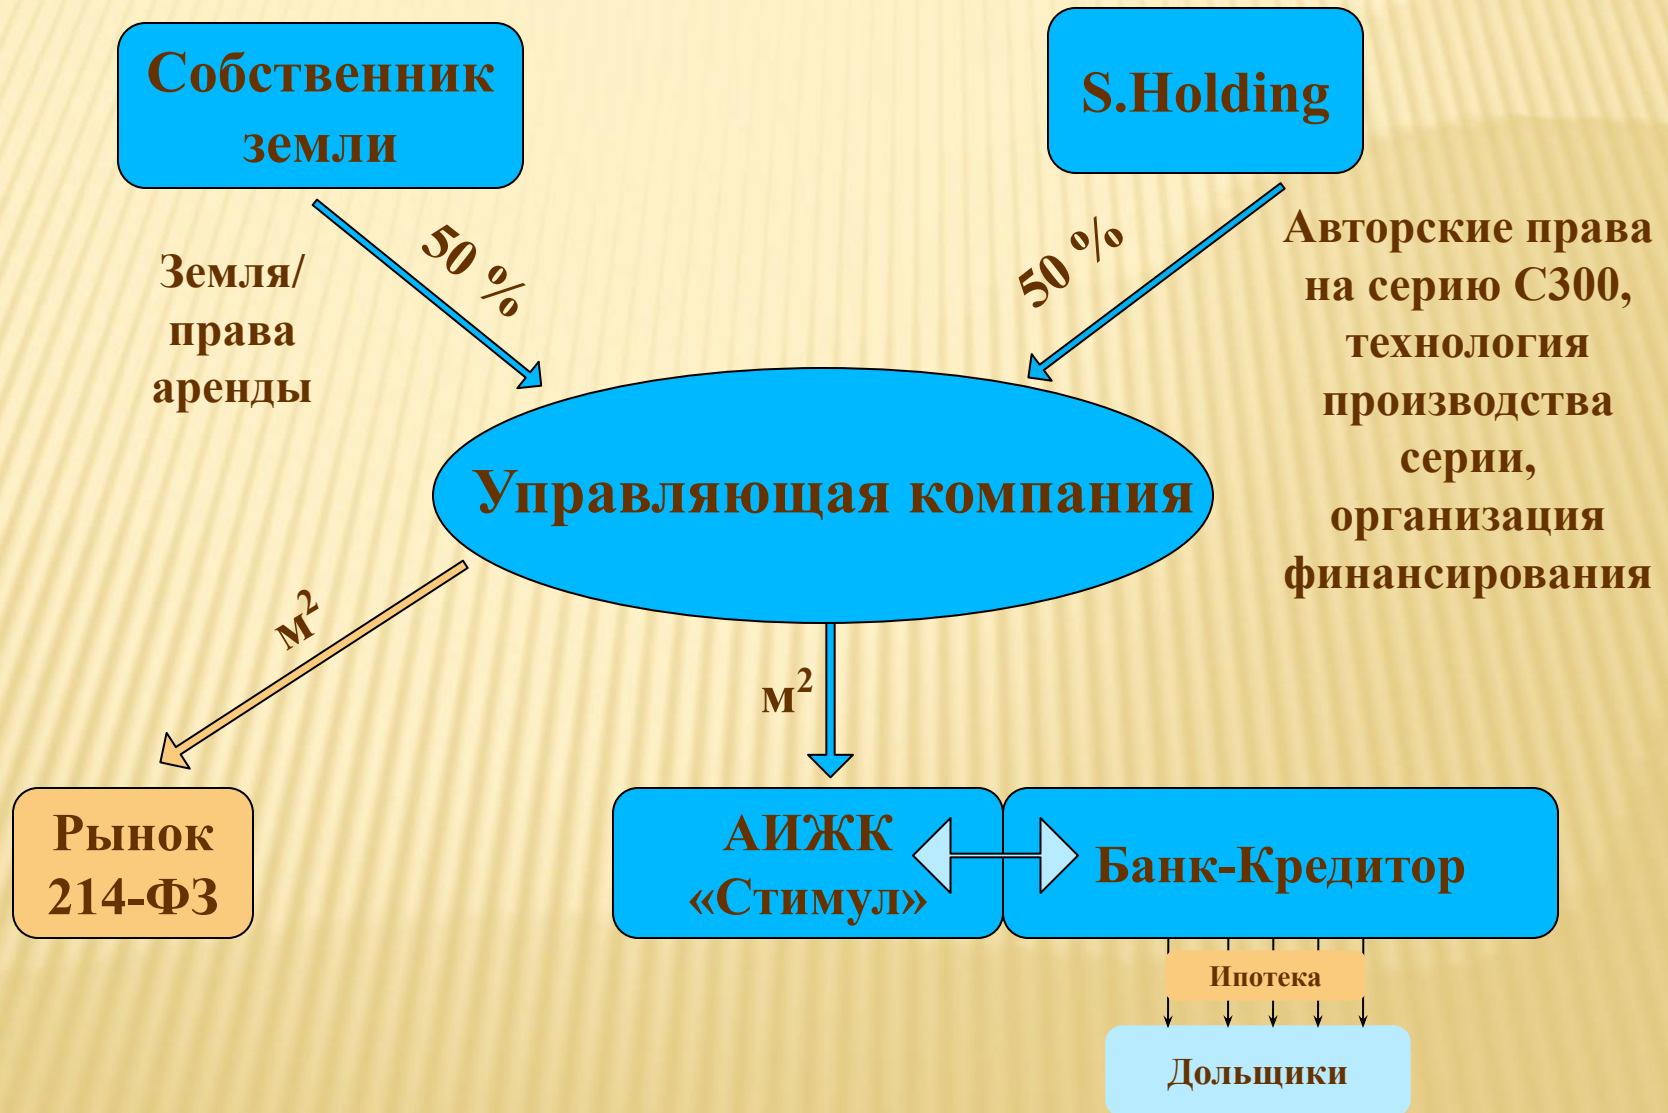 Собственник
земли
S.Holding
50 %
50 %
Земля/
права
аренды
Авторские права
на серию С300,
технология
производства
серии,
организация
финансирования
Управляющая компания
м²
м²
Рынок
214-ФЗ
АИЖК
«Стимул»
Банк-Кредитор
Ипотека
Дольщики